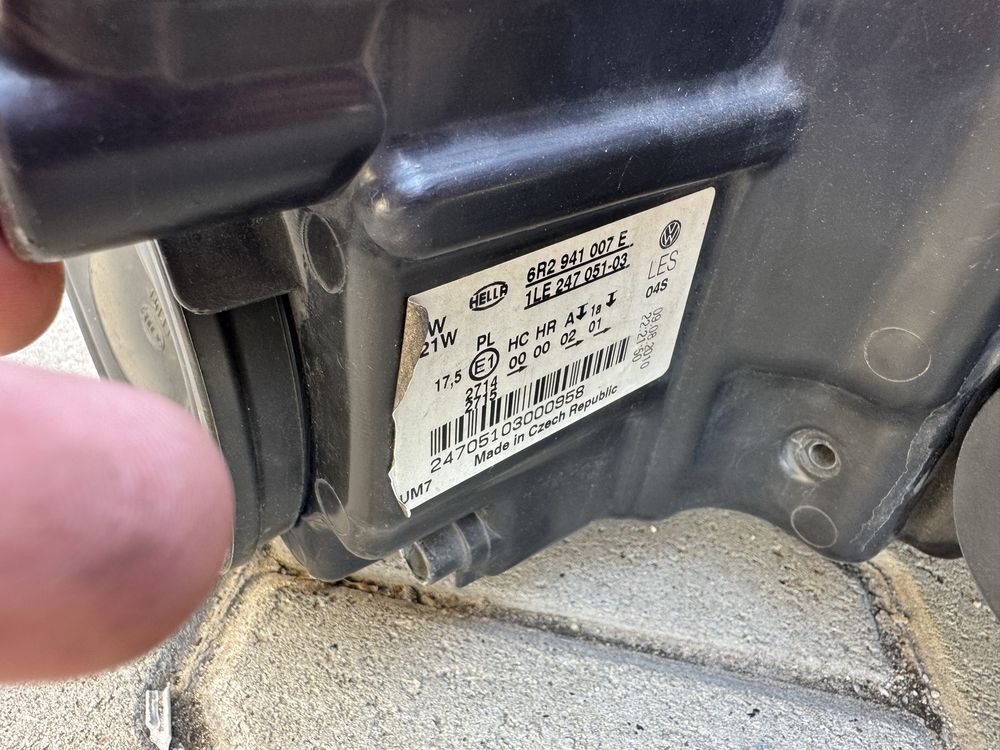 6R2 941 007 E
HELLA
1LE 247 051-03
LES
04S
W
21W
PL
HC HR A 1a
17,5
E1
00 00 02 01
2714
2715
09.06.2010
22:21:50
24705103000958
Made in Czech Republic
UM7